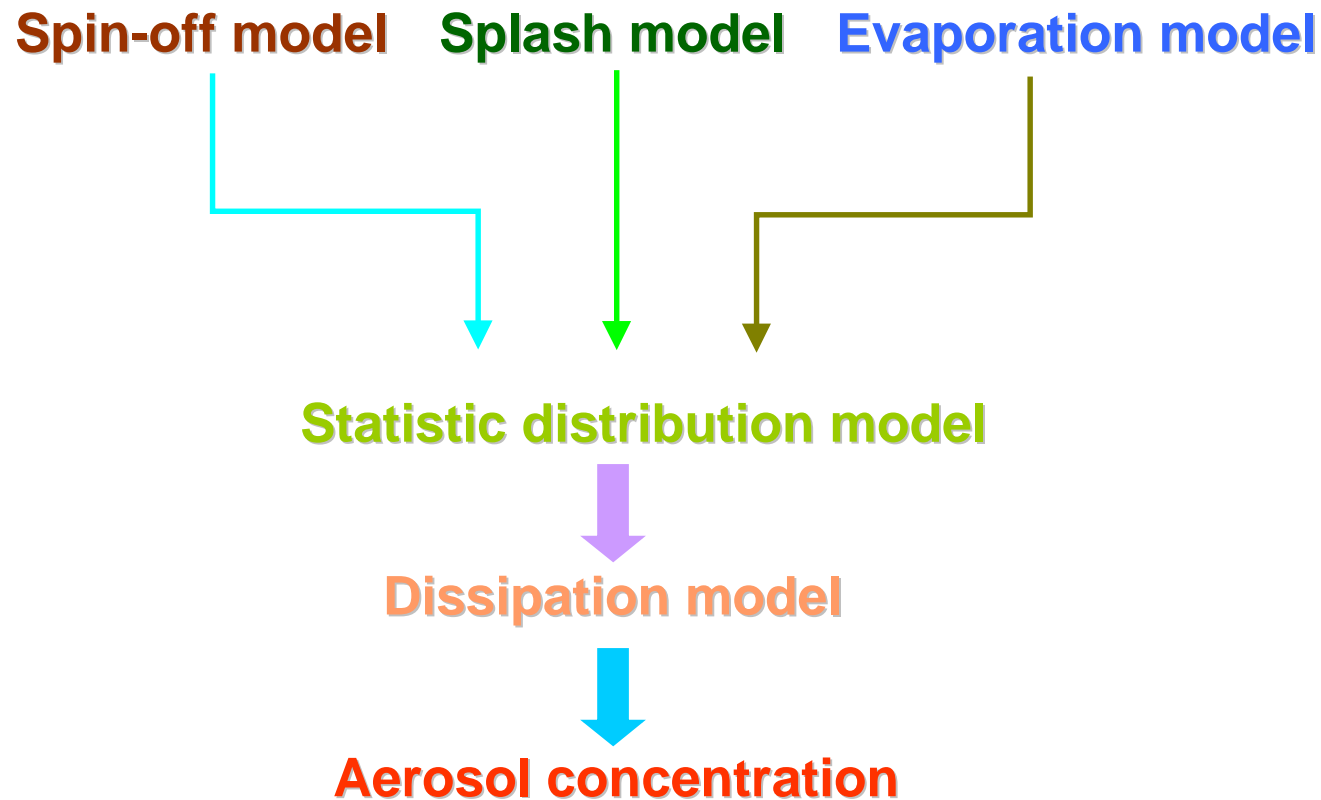 Spin-off model Splash model Evaporation model
Statistic distribution model
Dissipation model
Aerosol concentration